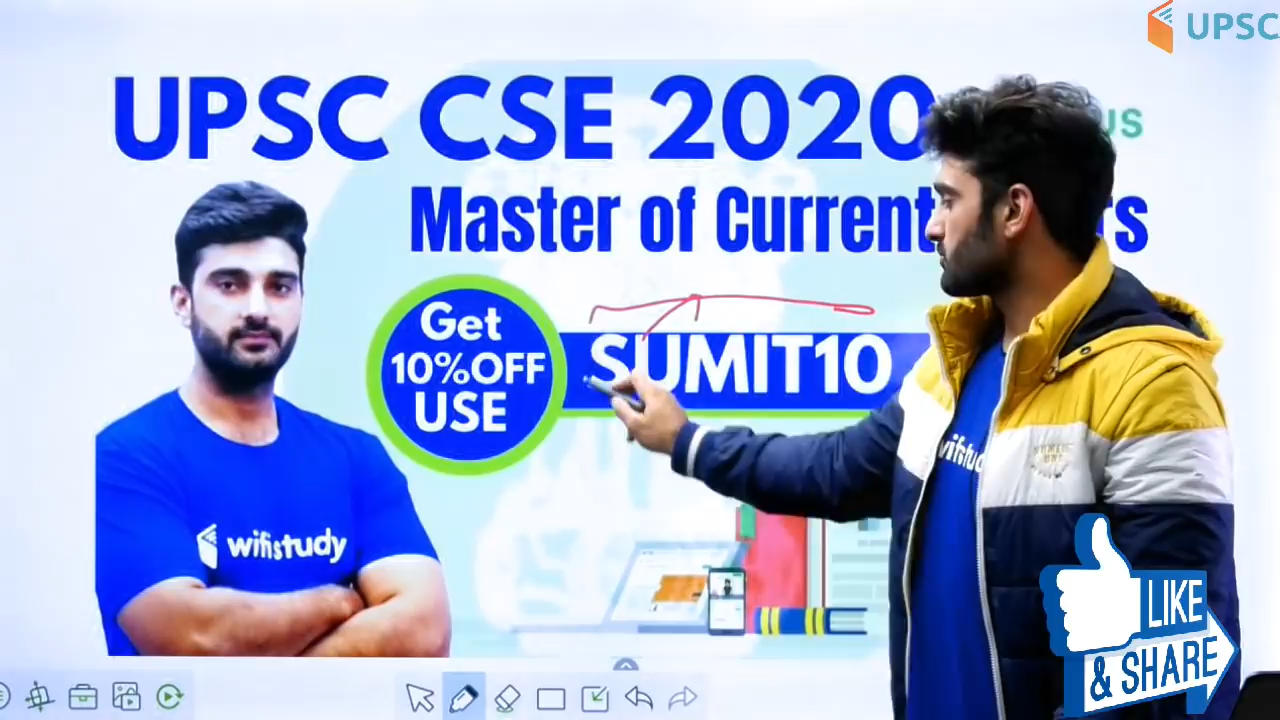 UPSC
UPSC CSE 2020
Master of Current
Get
10%OFF
USE
SUMIT10
wifistudy
LIKE
& SHARE